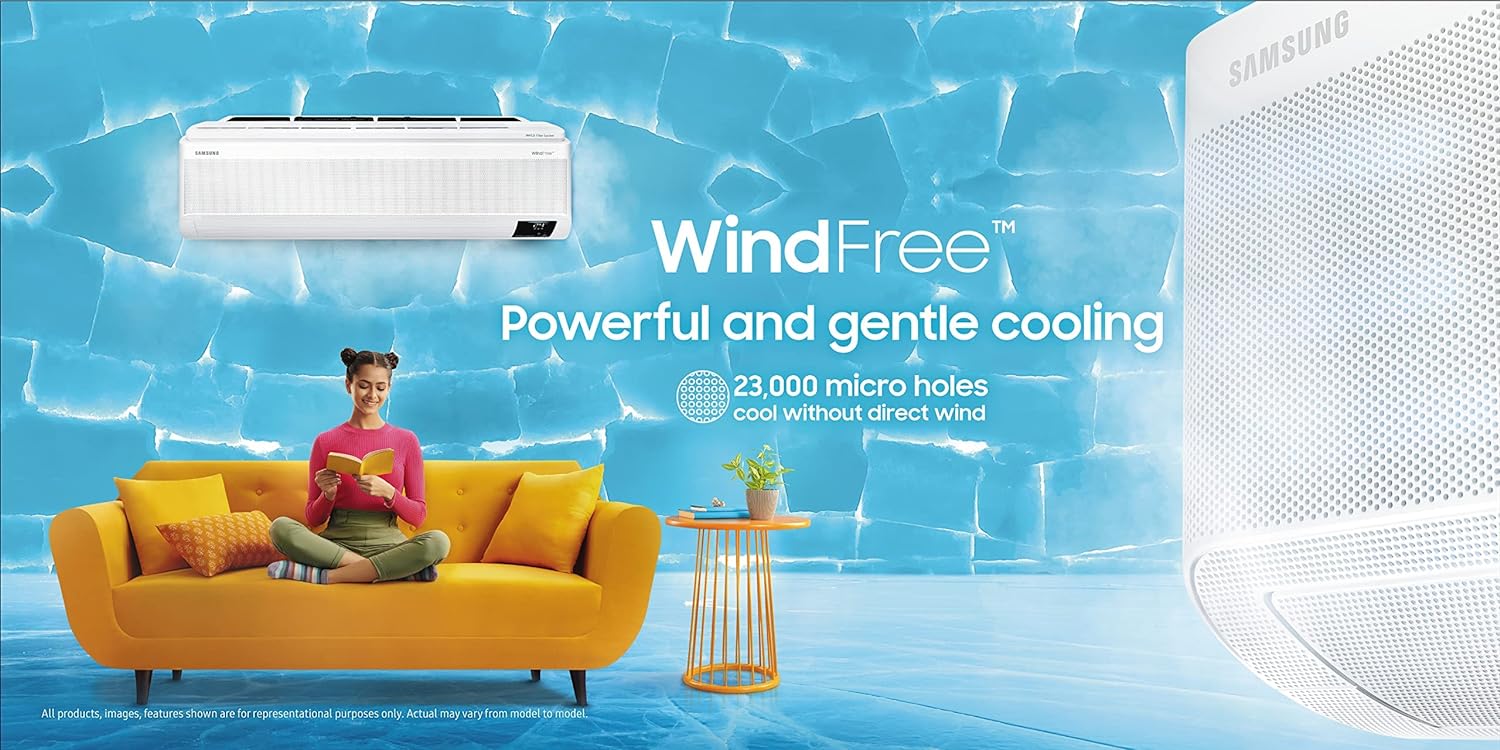 SAMSUNG
WindFree™
SAMSUNG
WindFree™
Powerful and gentle cooling
23,000 micro holes
cool without direct wind
All products, images, features shown are for representational purposes only. Actual may vary from model to model.